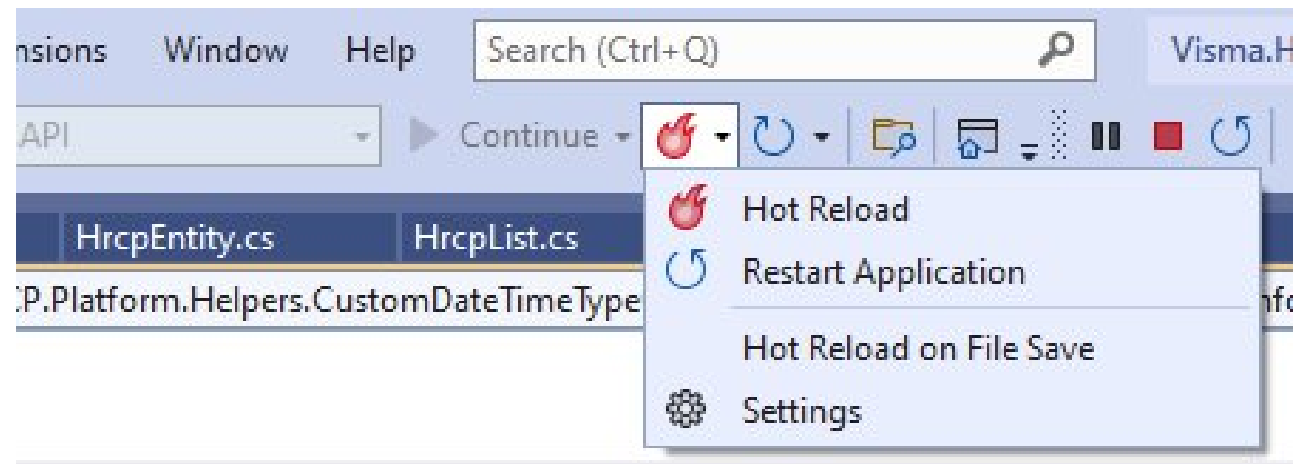 nsions Window Help Search (Ctrl+Q) Visma.H
API Continue
Hot Reload
HrcpEntity.cs HrcpList.cs
Restart Application
CP.Platform.Helpers.CustomDateTimeType
Hot Reload on File Save
Settings